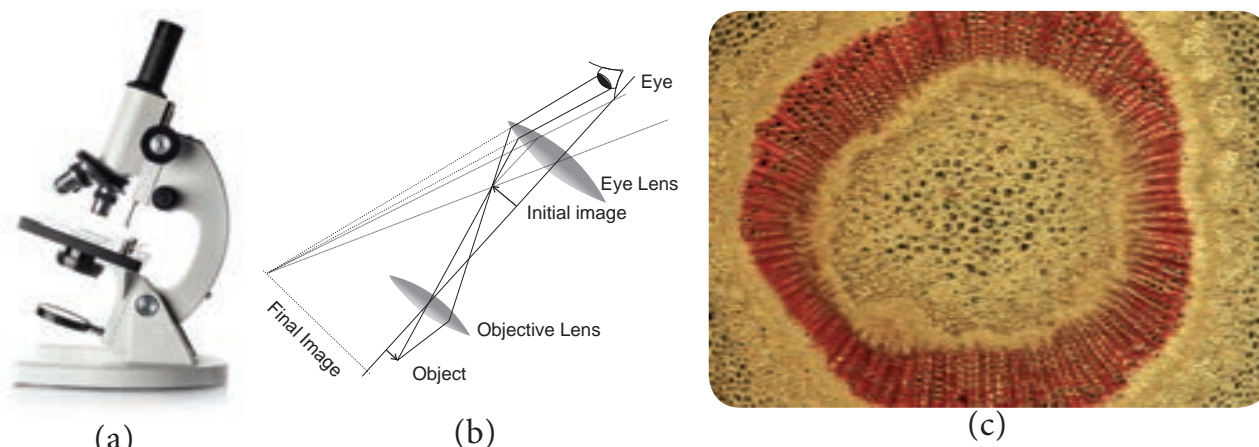 Eye
Eye Lens
Initial image
Objective Lens
Final Image
Object
(a)
(b)
(c)